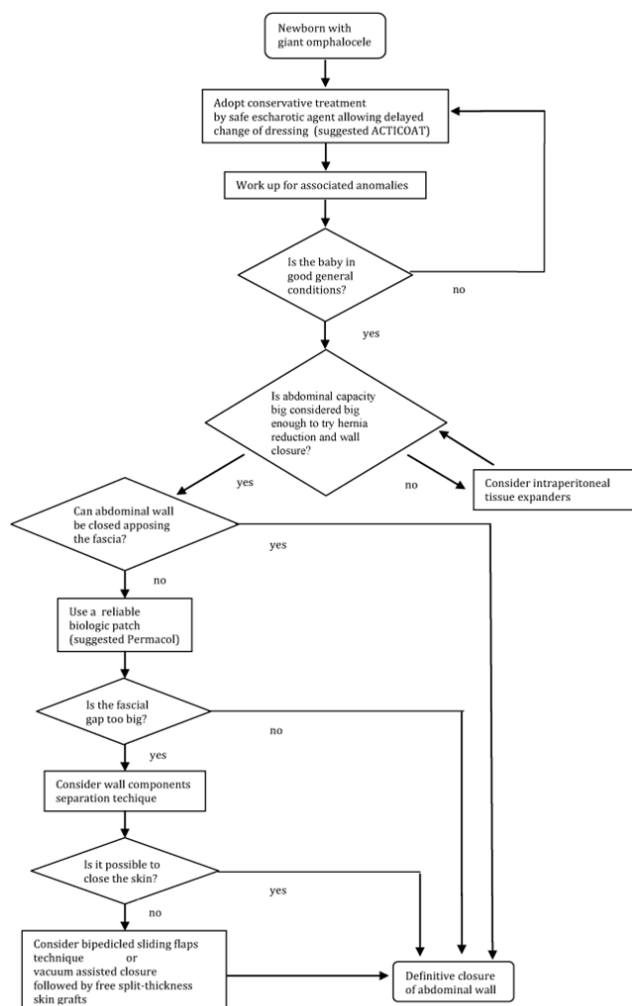 Newborn with
giant omphalocele
Adopt conservative treatment
by safe escharotic agent allowing delayed
change of dressing (suggested ACTICOAT)
Work up for associated anomalies
Is the baby in
good general
conditions?
no
yes
Is abdominal capacity
big considered big
enough to try hernia
reduction and wall
closure?
yes
no
Consider intraperitoneal
tissue expanders
Can abdominal wall
be closed apposing
the fascia?
yes
no
Use a reliable
biologic patch
(suggested Permacol)
Is the fascial
gap too big?
no
yes
Consider wall components
separation techique
Is it possible to
close the skin?
yes
no
Consider bipedicled sliding flaps
technique or
vacuum assisted closure
followed by free split-thickness
skin grafts
Definitive closure
of abdominal wall